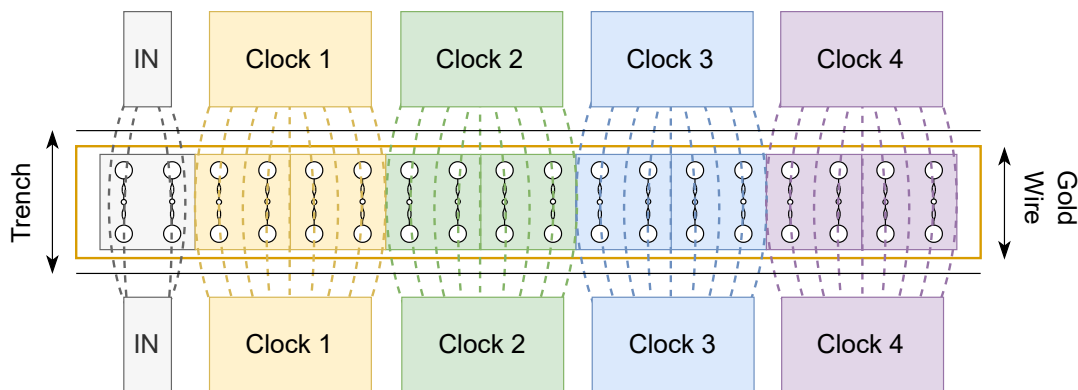 IN
Clock 1
Clock 2
Clock 3
Clock 4
Trench
Gold
Wire
IN
Clock 1
Clock 2
Clock 3
Clock 4